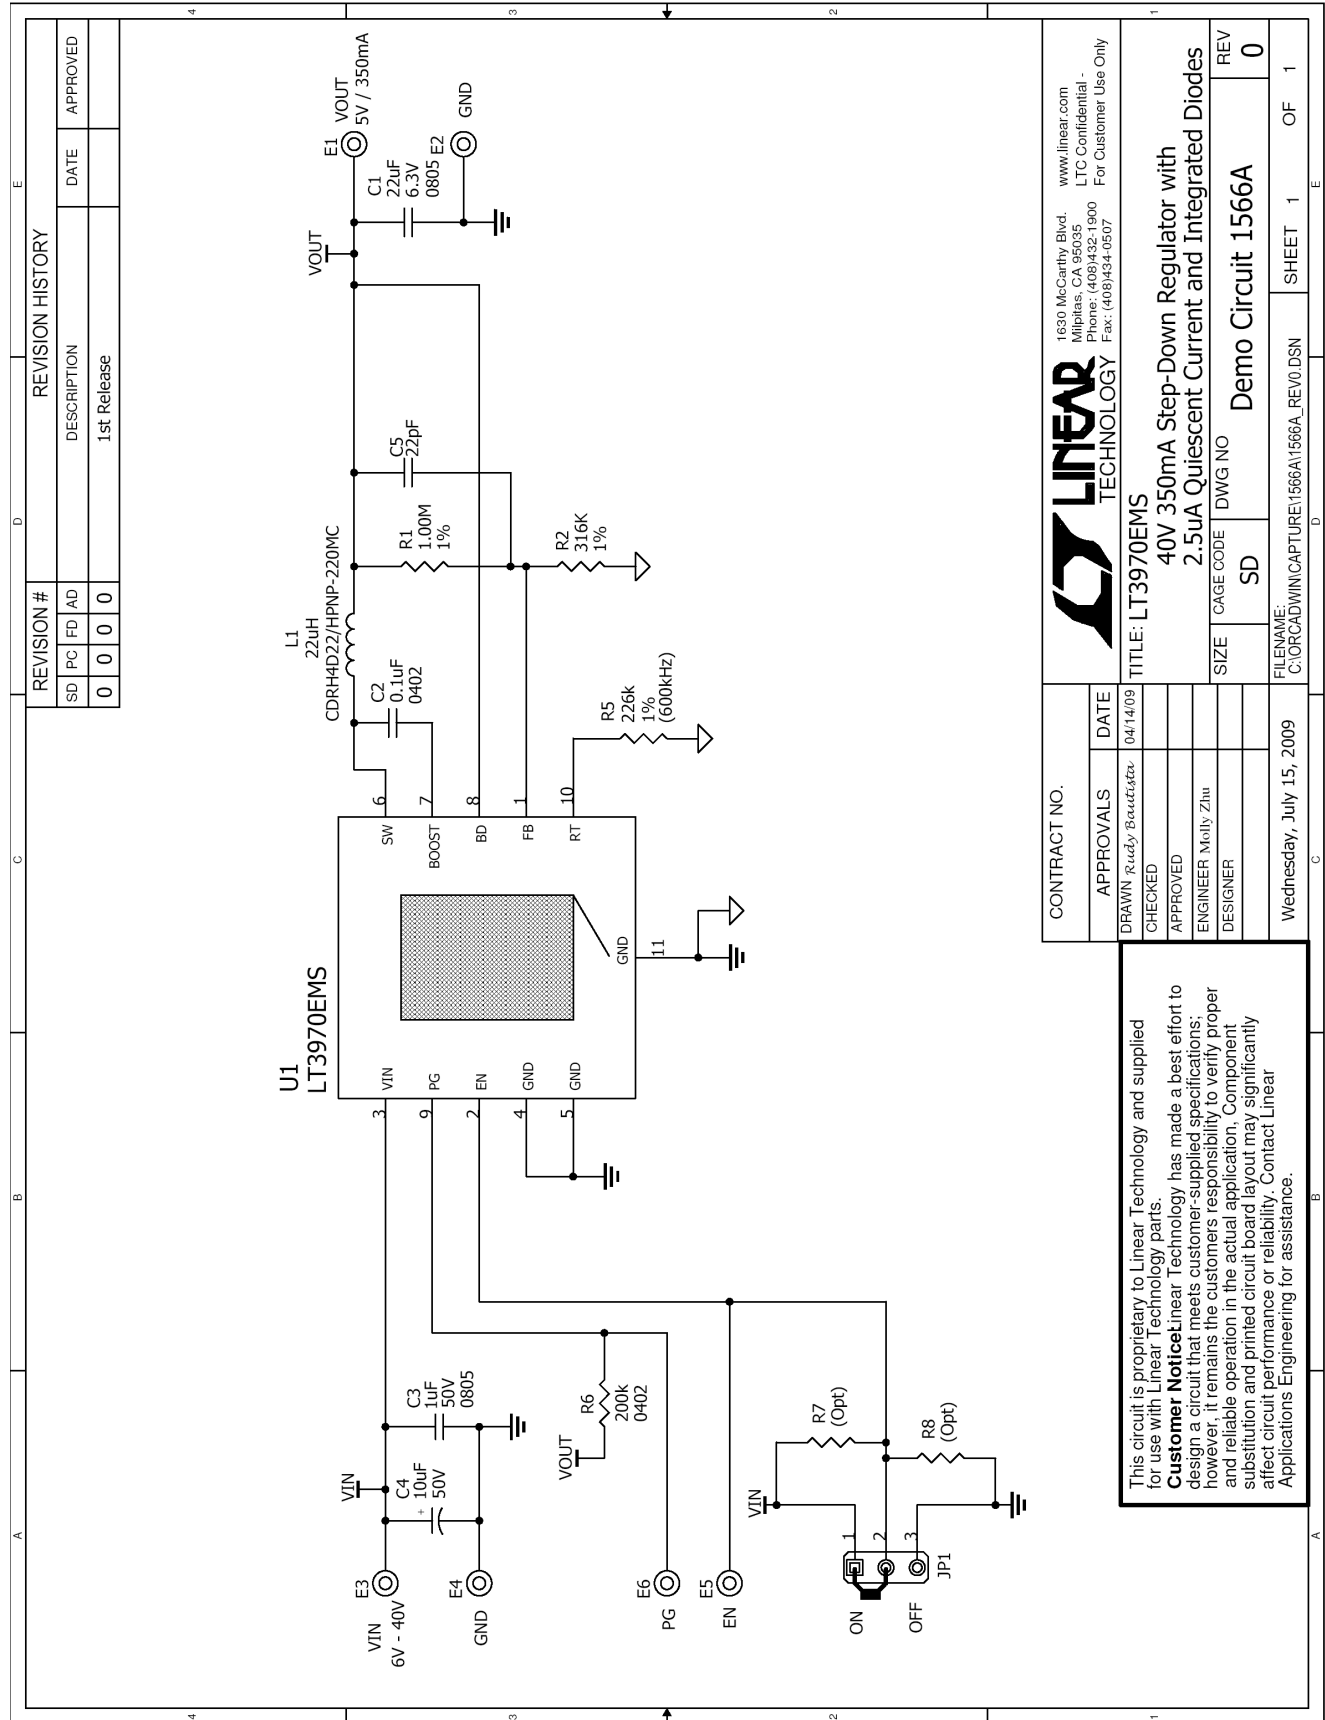 REVISION #
REVISION HISTORY
SD PC FD AD
DESCRIPTION
DATE
APPROVED
0 0 0 0
1st Release
U1
LT3970EMS
VIN
3
PG
9
EN
2
GND
4
GND
5
SW
6
BOOST
7
BD
8
FB
1
RT
10
GND
11
L1
22uH
CDRH4D22/HPNP-220MC
C2
0.1uF
0402
R1
1.00M
1%
C5
22pF
R2
316K
1%
R5
226k
1%
(600kHz)
VOUT
E1
VOUT
5V / 350mA
C1
22uF
6.3V
0805
E2
GND
E3
VIN
6V - 40V
E4
GND
VIN
C4
10uF
50V
+
C3
1uF
50V
0805
VOUT
R6
200k
0402
E6
PG
E5
EN
VIN
R7
(Opt)
R8
(Opt)
1
2
3
ON
OFF
JP1
This circuit is proprietary to Linear Technology and supplied
for use with Linear Technology parts.
Customer Notice:Linear Technology has made a best effort to
design a circuit that meets customer-supplied specifications;
however, it remains the customers responsibility to verify proper
and reliable operation in the actual application, Component
substitution and printed circuit board layout may significantly
affect circuit performance or reliability. Contact Linear
Applications Engineering for assistance.
CONTRACT NO.
APPROVALS
DATE
DRAWN Rudy Bautista 04/14/09
CHECKED
APPROVED
ENGINEER Molly Zhu
DESIGNER
Wednesday, July 15, 2009
LT LINEAR
TECHNOLOGY
1630 McCarthy Blvd.
Milpitas, CA 95035
Phone: (408)432-1900
Fax: (408)434-0507
www.linear.com
LTC Confidential -
For Customer Use Only
TITLE: LT3970EMS
40V 350mA Step-Down Regulator with
2.5uA Quiescent Current and Integrated Diodes
SIZE
CAGE CODE
SD
DWG NO
Demo Circuit 1566A
REV
0
FILENAME:
C:\ORCADWIN\CAPTURE\1566A\1566A_REV0.DSN
SHEET 1 OF 1
A B C D E
A B C D E
4 3 2 1
4 3 2 1